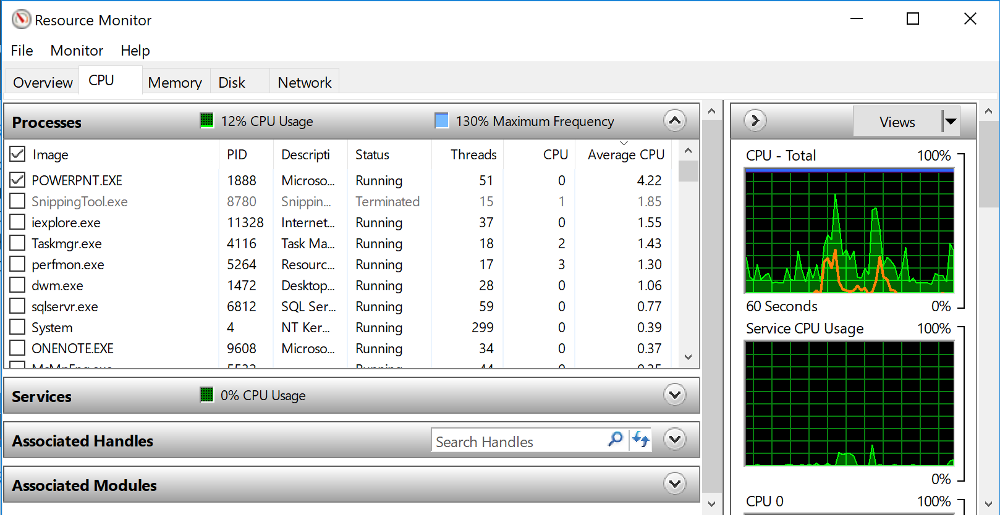 Resource Monitor
File Monitor Help
Overview CPU Memory Disk Network
Processes 12% CPU Usage 130% Maximum Frequency
Image PID Descripti Status Threads CPU Average CPU
POWERPNT.EXE 1888 Microso... Running 51 0 4.22
SnippingTool.exe 8780 Snippin... Terminated 15 1 1.85
iexplore.exe 11328 Internet... Running 37 0 1.55
Taskmgr.exe 4116 Task Ma... Running 18 2 1.43
perfmon.exe 5264 Resourc... Running 17 3 1.30
dwm.exe 1472 Desktop... Running 28 0 1.06
sqlservr.exe 6812 SQL Ser... Running 59 0 0.77
System 4 NT Ker... Running 299 0 0.39
ONENOTE.EXE 9608 Microso... Running 34 0 0.37
Services 0% CPU Usage
Associated Handles Search Handles
Associated Modules
Views
CPU - Total 100%
60 Seconds 0%
Service CPU Usage 100%
0%
CPU 0 100%